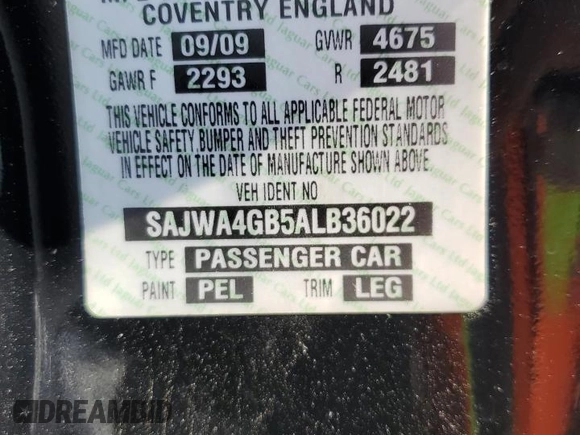 COVENTRY ENGLAND
MFD DATE 09/09 GVWR 4675
GAWR F 2293 R 2481
THIS VEHICLE CONFORMS TO ALL APPLICABLE FEDERAL MOTOR
VEHICLE SAFETY, BUMPER AND THEFT PREVENTION STANDARDS
IN EFFECT ON THE DATE OF MANUFACTURE SHOWN ABOVE.
VEH IDENT NO
SAJWA4GB5ALB36022
TYPE PASSENGER CAR
PAINT PEL TRIM LEG
DREAMBID